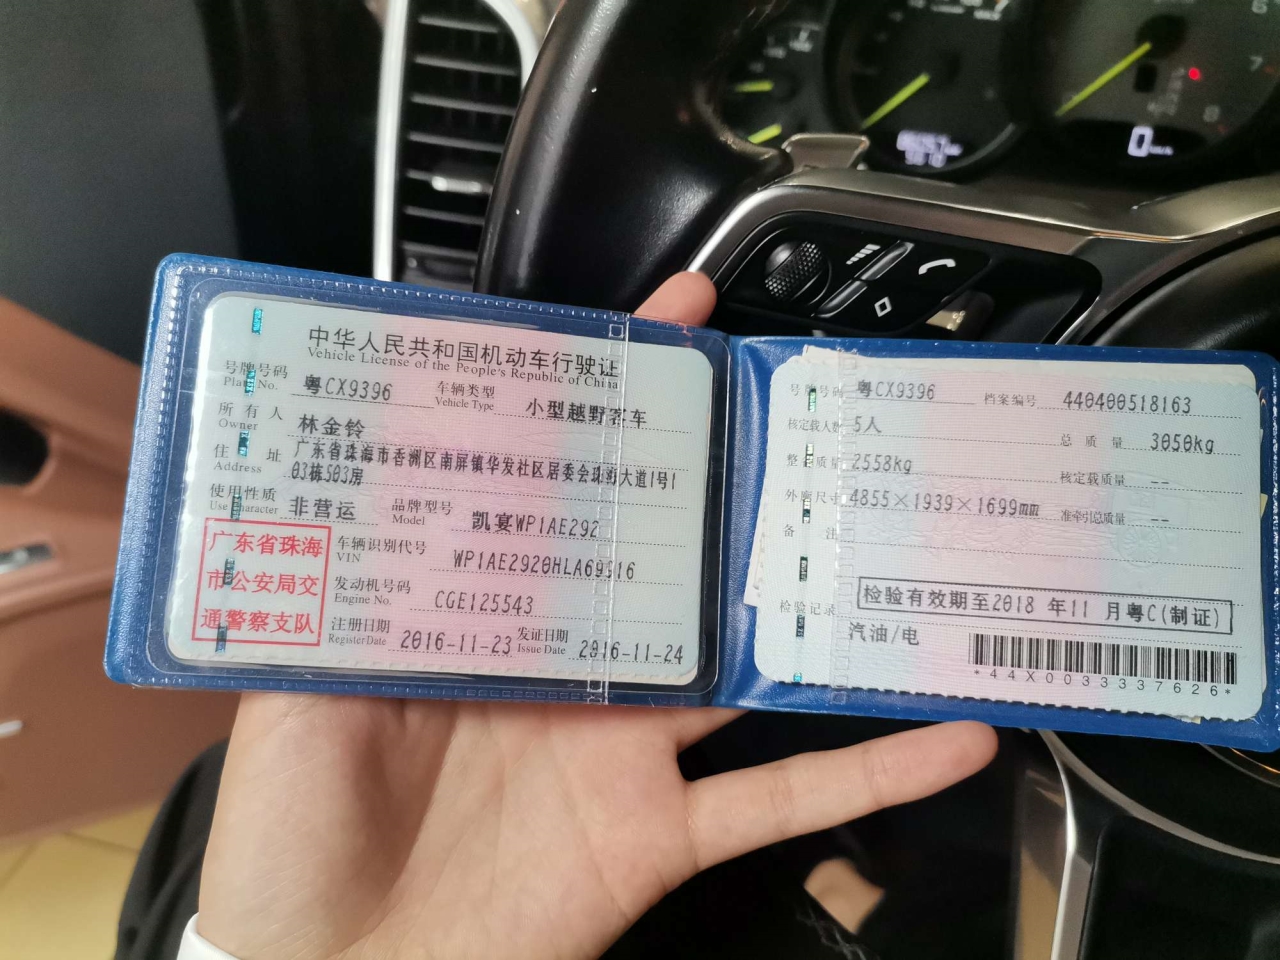 中华人民共和国机动车行驶证
Vehicle License of the People's Republic of China
号牌号码 粤CX9396 车辆类型 小型越野客车
Plate No. Vehicle Type
所有人 林金铃
Owner
住址 广东省珠海市香洲区南屏镇华发社区居委会珠海大道1号1
Address 03栋503房
使用性质 非营运 品牌型号 凯宴WP1AE292
Use Character Model
广东省珠海
市公安局交
通警察支队
车辆识别代号 WP1AE2920HLA69916
VIN
发动机号码 CGE125543
Engine No.
注册日期 2016-11-23 发证日期 2016-11-24
Register Date Issue Date
号牌号码 粤CX9396 档案编号 440400518163
核定载人数 5人 总质量 3050kg
整备质量 2558kg 核定载质量 --
外廓尺寸 4855×1939×1699mm 准牵引总质量 --
备注
检验记录 检验有效期至2018年11月粤C(制证)
汽油/电
*44X0033337626*
0